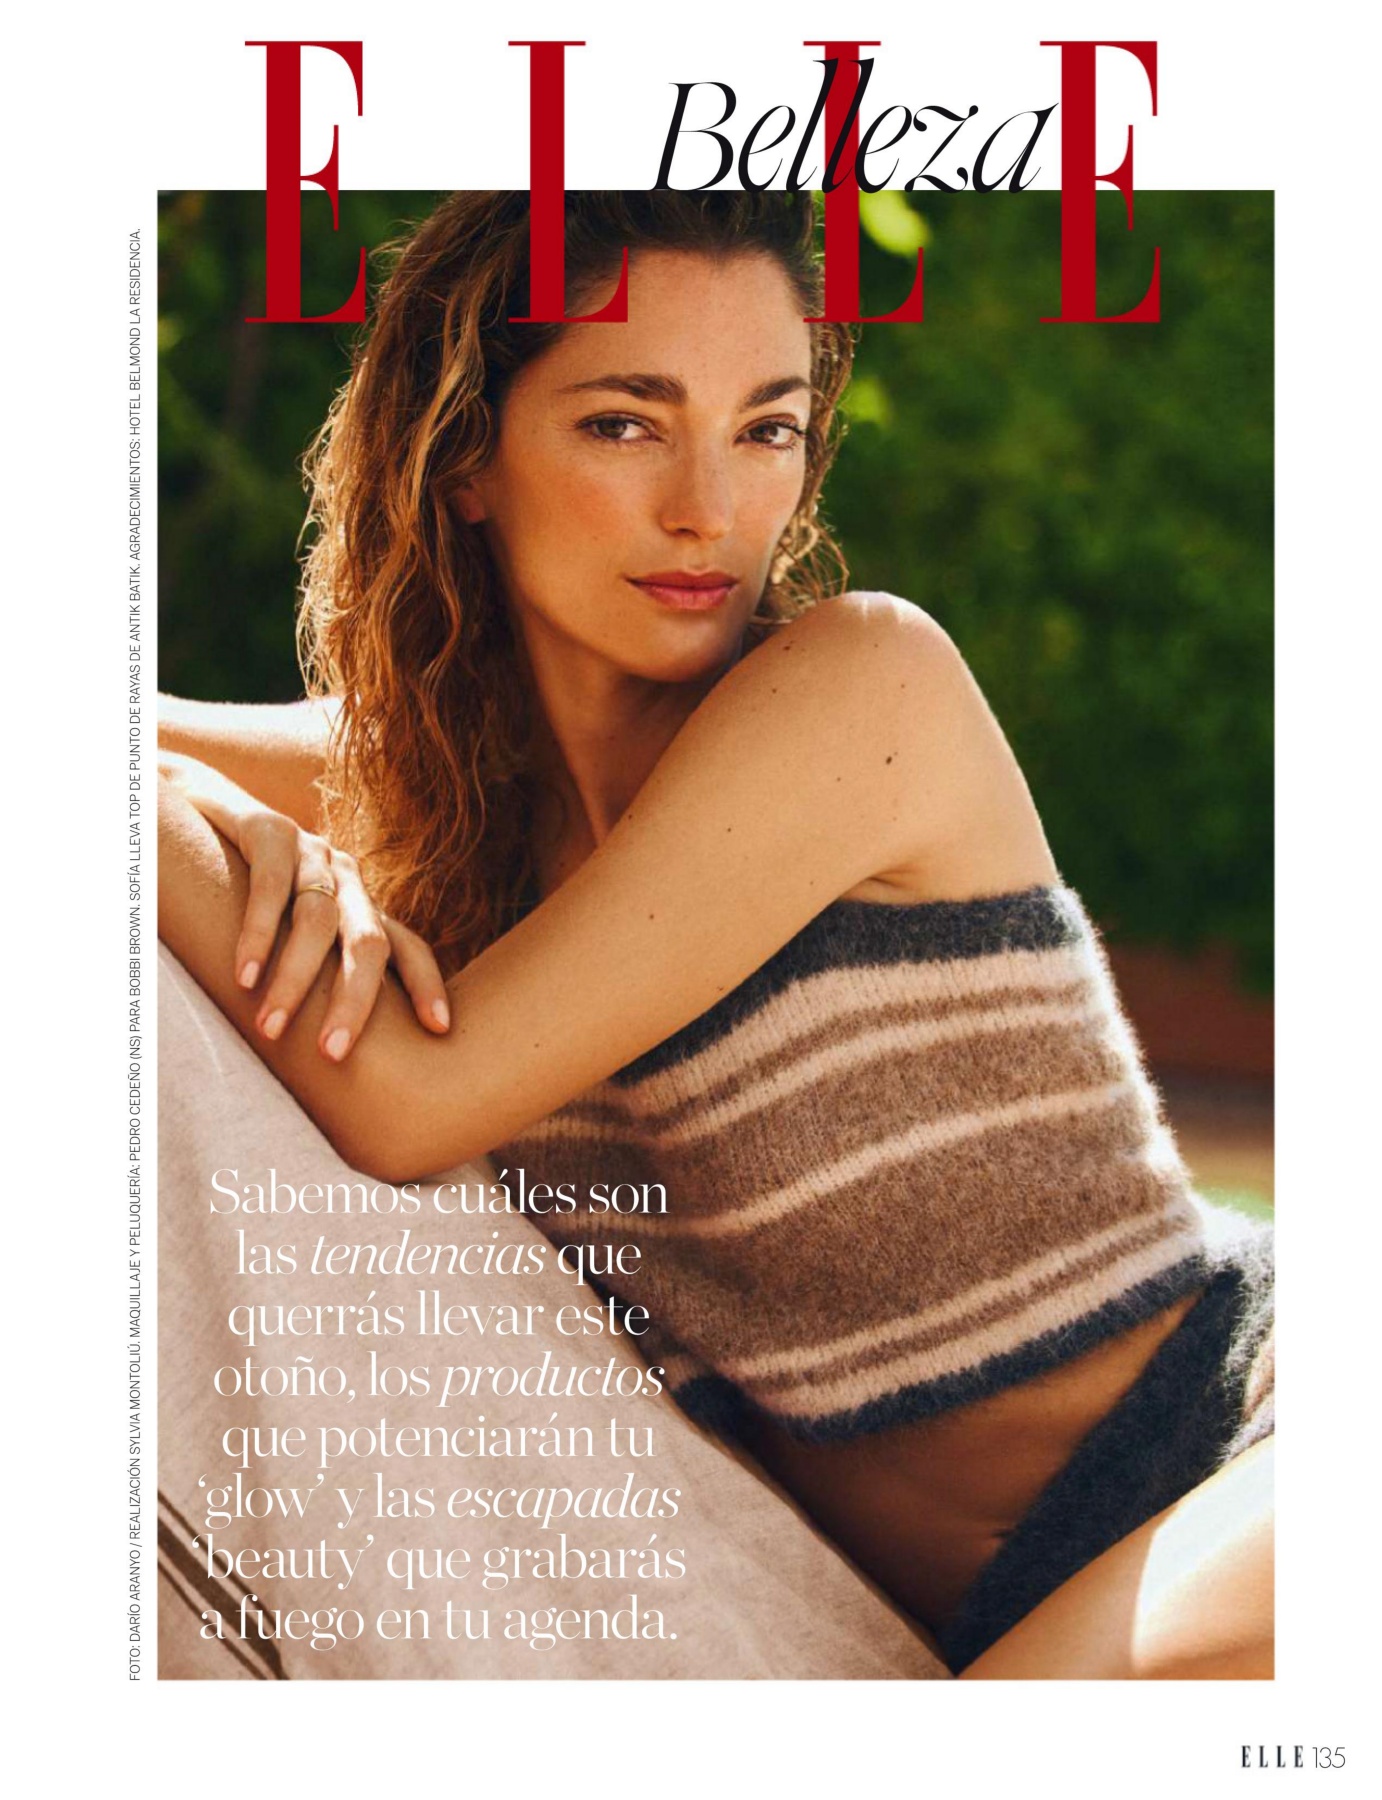 ELLE
Belleza
FOTO: DARÍO ARANYO / REALIZACIÓN SYLVIA MONTOLIÚ. MAQUILLAJE Y PELUQUERÍA: PEDRO CEDEÑO (NS) PARA BOBBI BROWN. SOFÍA LLEVA TOP DE PUNTO DE RAYAS DE ANTIK BATIK. AGRADECIMIENTOS: HOTEL BELMOND LA RESIDENCIA.
Sabemos cuáles son
las tendencias que
querrás llevar este
otoño, los productos
que potenciarán tu
‘glow’ y las escapadas
‘beauty’ que grabarás
a fuego en tu agenda.
ELLE 135